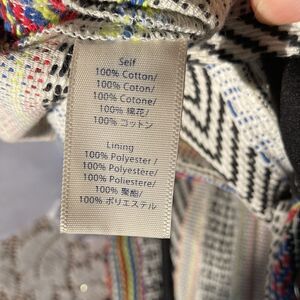 Self
100% Cotton/
100% Coton/
100% Cotone/
100% 棉花/
100% コットン
Lining
100% Polyester /
100% Polyestère/
100% Poliestere/
100% 聚酯/
100% ポリエステル